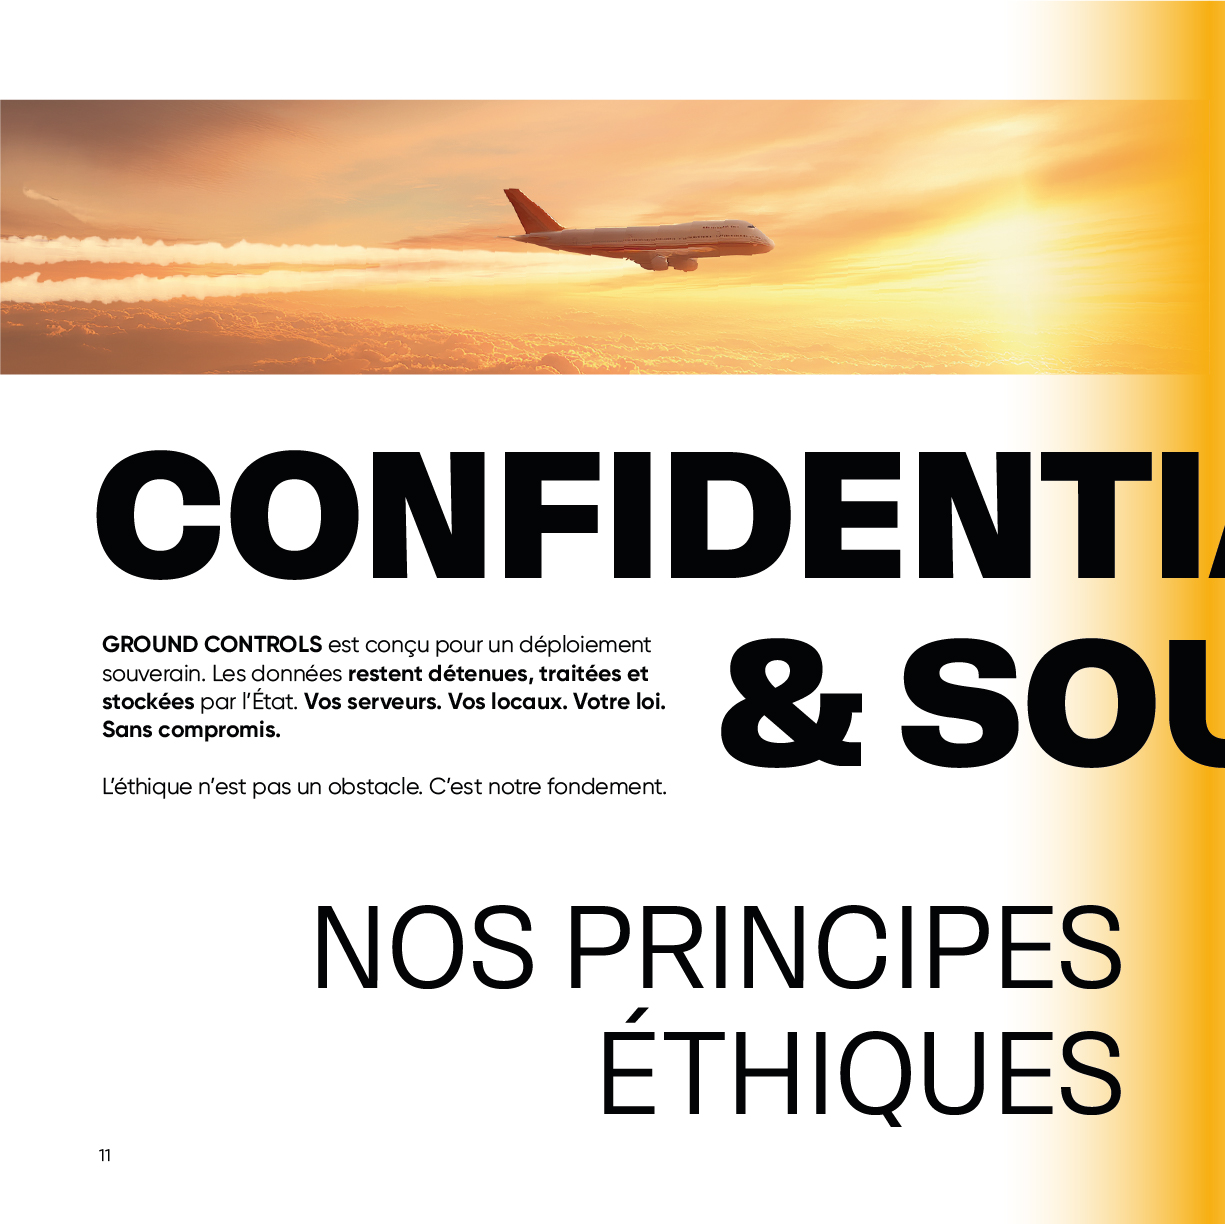 CONFIDENTIA
GROUND CONTROLS est conçu pour un déploiement
souverain. Les données restent détenues, traitées et
stockées par l’État. Vos serveurs. Vos locaux. Votre loi.
Sans compromis.
L’éthique n’est pas un obstacle. C’est notre fondement.
& SOU
NOS PRINCIPES
ÉTHIQUES
11